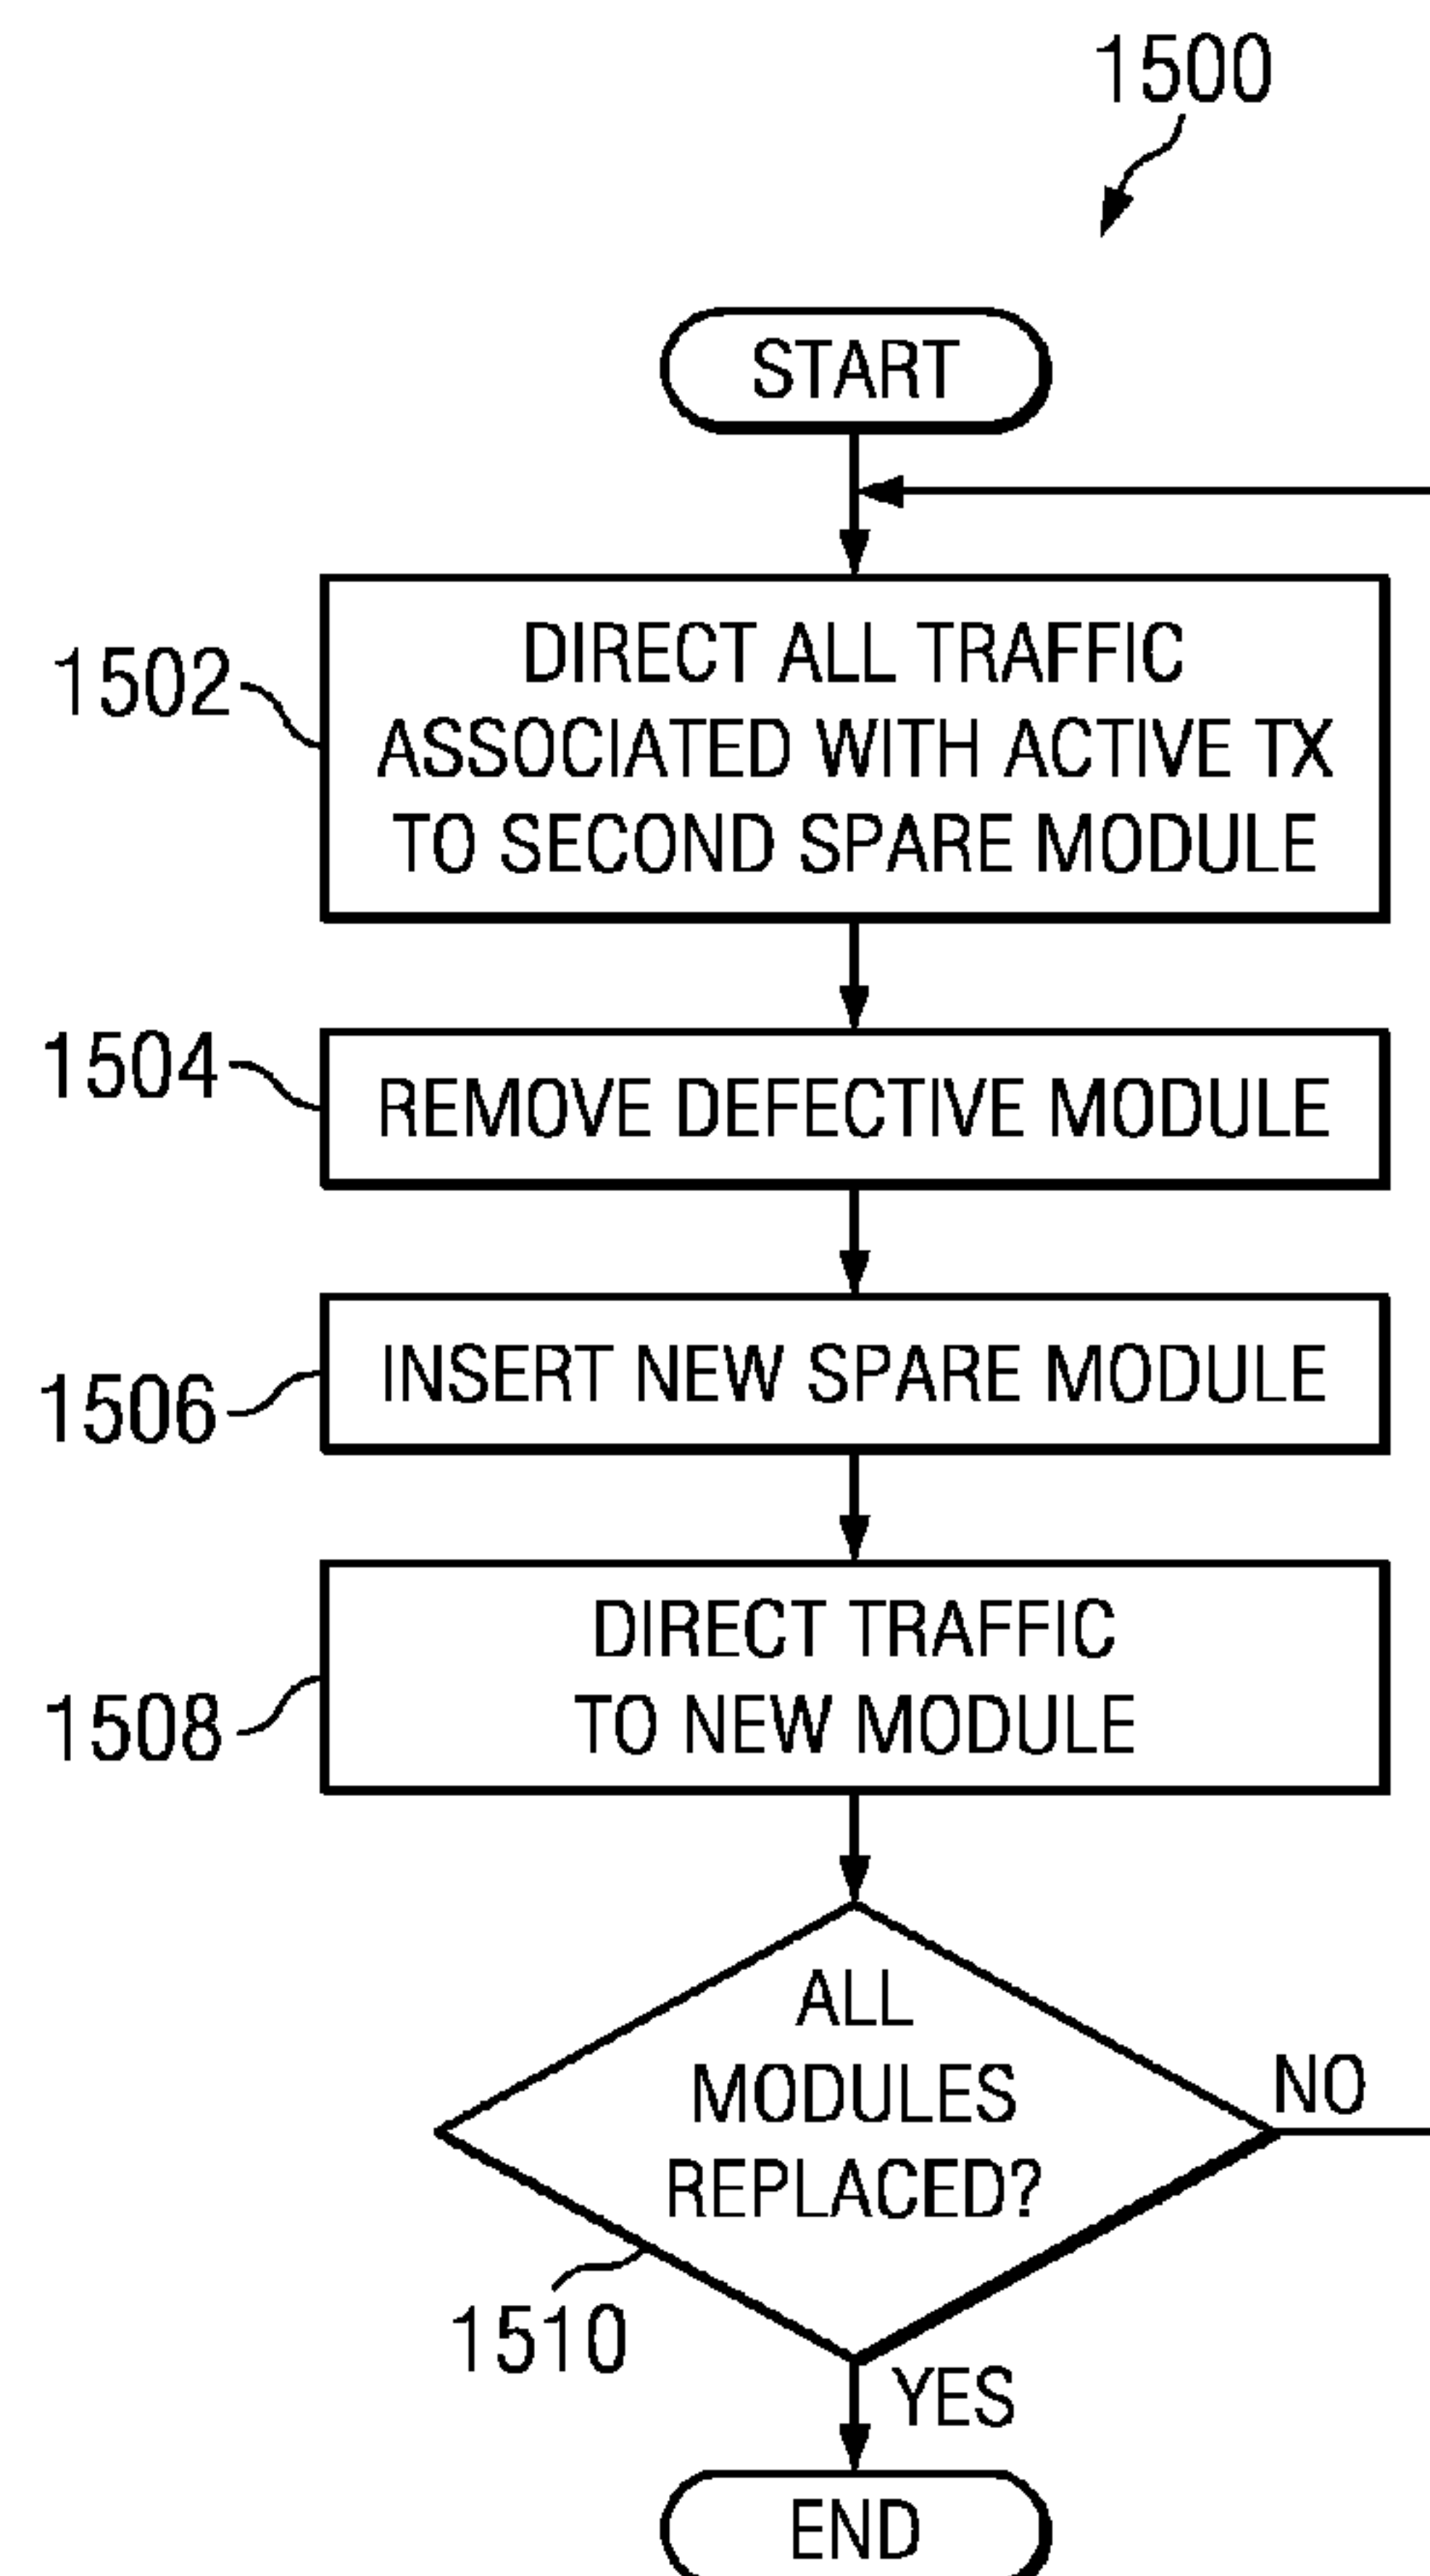 1500
START
1502
DIRECT ALL TRAFFIC
ASSOCIATED WITH ACTIVE TX
TO SECOND SPARE MODULE
1504
REMOVE DEFECTIVE MODULE
1506
INSERT NEW SPARE MODULE
1508
DIRECT TRAFFIC
TO NEW MODULE
ALL
MODULES
REPLACED?
NO
1510
YES
END